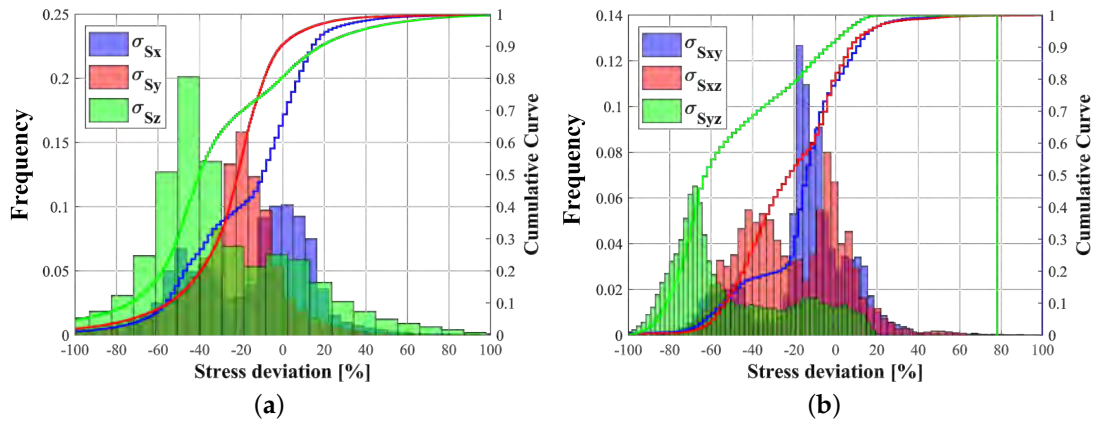 0.25
0.2
0.15
0.1
0.05
0
Frequency
σSx
σSy
σSz
1
0.9
0.8
0.7
0.6
0.5
0.4
0.3
0.2
0.1
0
Cumulative Curve
-100 -80 -60 -40 -20 0 20 40 60 80 100
Stress deviation [%]
(a)
0.14
0.12
0.1
0.08
0.06
0.04
0.02
0
Frequency
σSxy
σSxz
σSyz
1
0.9
0.8
0.7
0.6
0.5
0.4
0.3
0.2
0.1
0
Cumulative Curve
-100 -80 -60 -40 -20 0 20 40 60 80 100
Stress deviation [%]
(b)